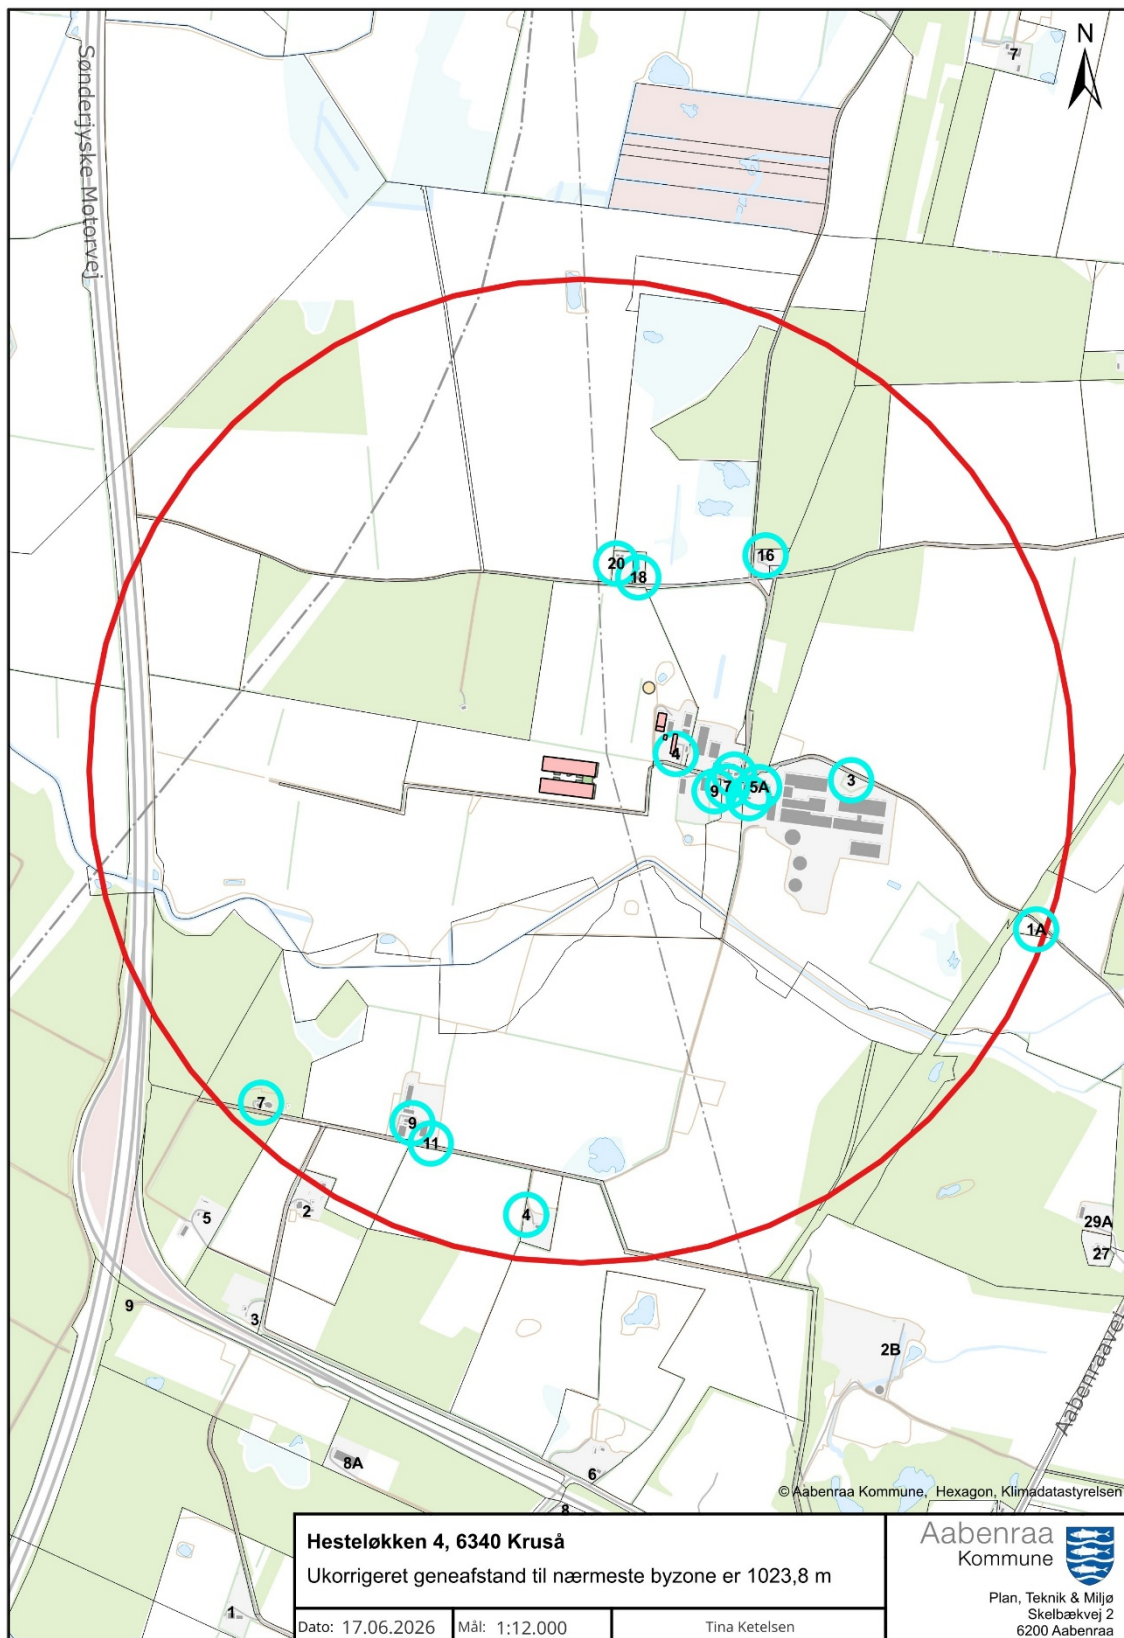 N
7
Sønderjyske Motorvej
20
18
16
4
7
5A
9
3
1A
7
9
11
4
5
2
9
3
29A
27
2B
Aabenraavej
8A
6
8
1
© Aabenraa Kommune, Hexagon, Klimadatastyrelsen
Hesteløkken 4, 6340 Kruså
Ukorrigeret geneafstand til nærmeste byzone er 1023,8 m
Dato: 17.06.2026
Mål: 1:12.000
Tina Ketelsen
Aabenraa
Kommune
Plan, Teknik & Miljø
Skelbækvej 2
6200 Aabenraa